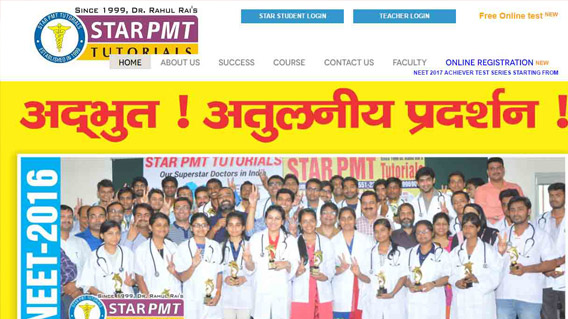 SINCE 1999, DR. RAHUL RAI'S
STAR PMT
TUTORIALS
STAR PMT TUTORIALS
ESTABLISHED IN 1999
STAR STUDENT LOGIN
TEACHER LOGIN
Free Online test NEW
HOME
ABOUT US
SUCCESS
COURSE
CONTACT US
FACULTY
ONLINE REGISTRATION NEW
NEET 2017 ACHIEVER TEST SERIES STARTING FROM
अद्भुत ! अतुलनीय प्रदर्शन !
NEET-2016
STAR PMT TUTORIALS
Our Superstar Doctors in
STAR PMT
Tutorials
SINCE 1999, DR. RAHUL RAI'S
STAR PMT